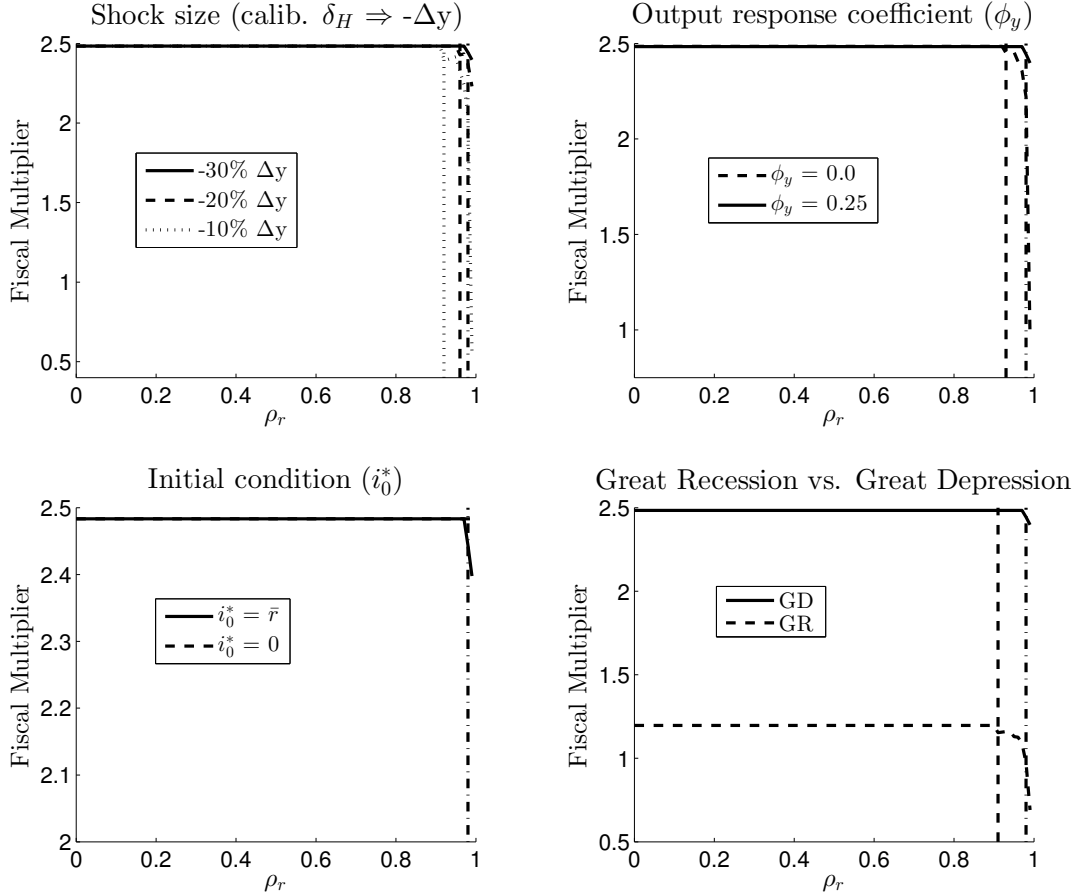 Shock size (calib. δ_H ⇒ -Δy)
Fiscal Multiplier
2.5
2
1.5
1
0.5
-30% Δy
-20% Δy
-10% Δy
0 0.2 0.4 0.6 0.8 1
ρ_r
Output response coefficient (ϕ_y)
Fiscal Multiplier
2.5
2
1.5
1
ϕ_y = 0.0
ϕ_y = 0.25
0 0.2 0.4 0.6 0.8 1
ρ_r
Initial condition (i_0^*)
Fiscal Multiplier
2.5
2.4
2.3
2.2
2.1
2
i_0^* = r̄
i_0^* = 0
0 0.2 0.4 0.6 0.8 1
ρ_r
Great Recession vs. Great Depression
Fiscal Multiplier
2.5
2
1.5
1
0.5
GD
GR
0 0.2 0.4 0.6 0.8 1
ρ_r